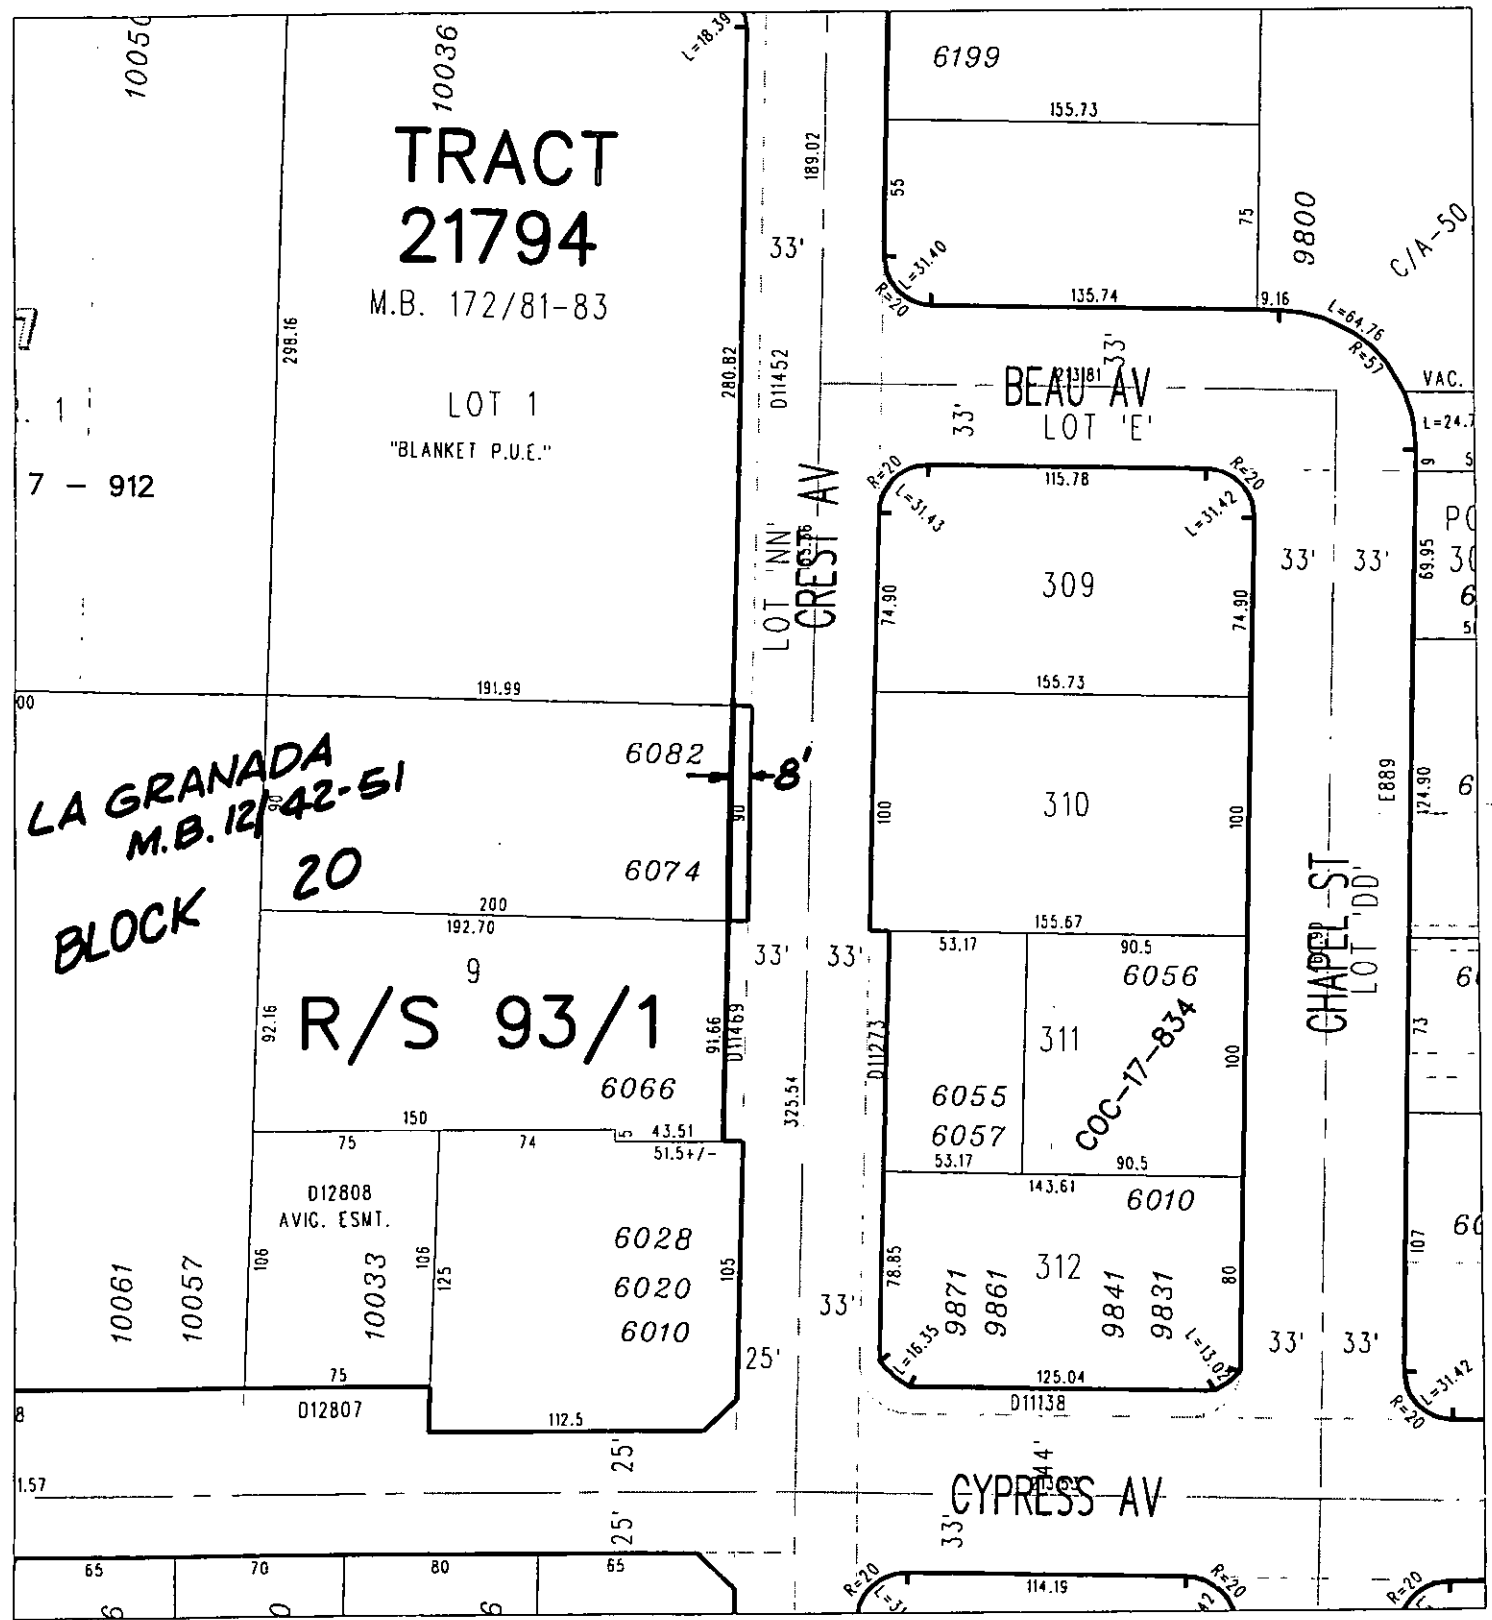 10036
L=18.39
6199
155.73
TRACT
21794
M.B. 172/81-83
189.02
55
75
9800
C/A-50
33'
L=31.40
R=20
135.74
9.16
L=64.76
R=57
298.16
280.82
D11452
LOT 1
"BLANKET P.U.E."
33'
BEAU AV
LOT 'E'
33'
VAC.
7 - 912
R=20
L=31.43
115.78
R=20
L=31.42
9
LOT 'NN'
CREST AV
309
74.90
74.90
33'
33'
69.95
191.99
155.73
LA GRANADA
M.B. 12/42-51
BLOCK 20
90
6082
8'
90
6074
310
100
100
E889
124.90
200
192.70
155.67
53.17
90.5
CHAPEL ST
LOT 'DD'
9
R/S 93/1
92.16
91.66
D11469
33'
33'
6056
311
COC-17-834
D11273
100
73
6066
6055
6057
325.54
150
75
74
5
43.51
51.5+/-
53.17
90.5
143.61
6010
D12808
AVIG. ESMT.
106
106
125
105
6028
6020
6010
10061
10057
10033
78.85
312
9871
9861
9841
9831
80
107
33'
25'
33'
33'
L=16.35
L=13.02
125.04
D11138
75
D12807
112.5
R=20
L=31.42
1.57
25'
25'
44'
CYPRESS AV
33'
65
70
80
65
R=20
114.19
R=20
R=20